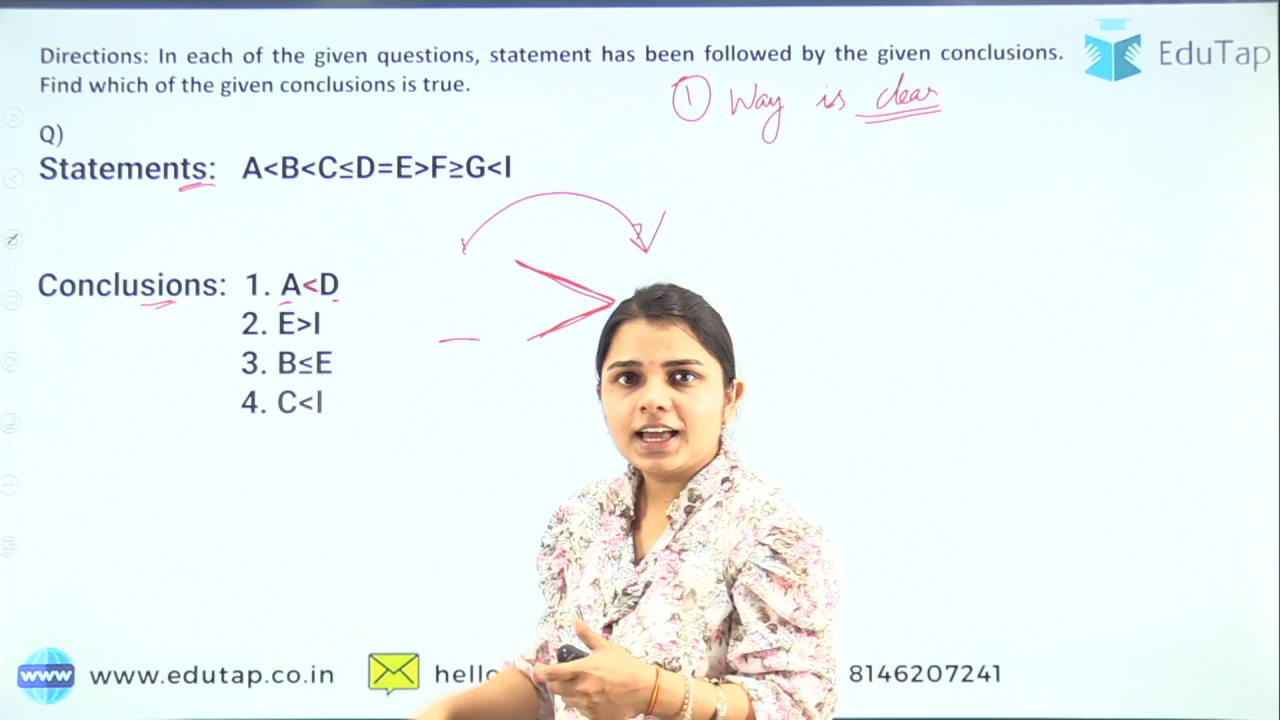 Directions: In each of the given questions, statement has been followed by the given conclusions.
Find which of the given conclusions is true.
EduTap
① Way is clear
Q)
Statements: A<B<C≤D=E>F≥G<I
Conclusions: 1. A<D
2. E>I
3. B≤E
4. C<I
www
www.edutap.co.in
hello
8146207241